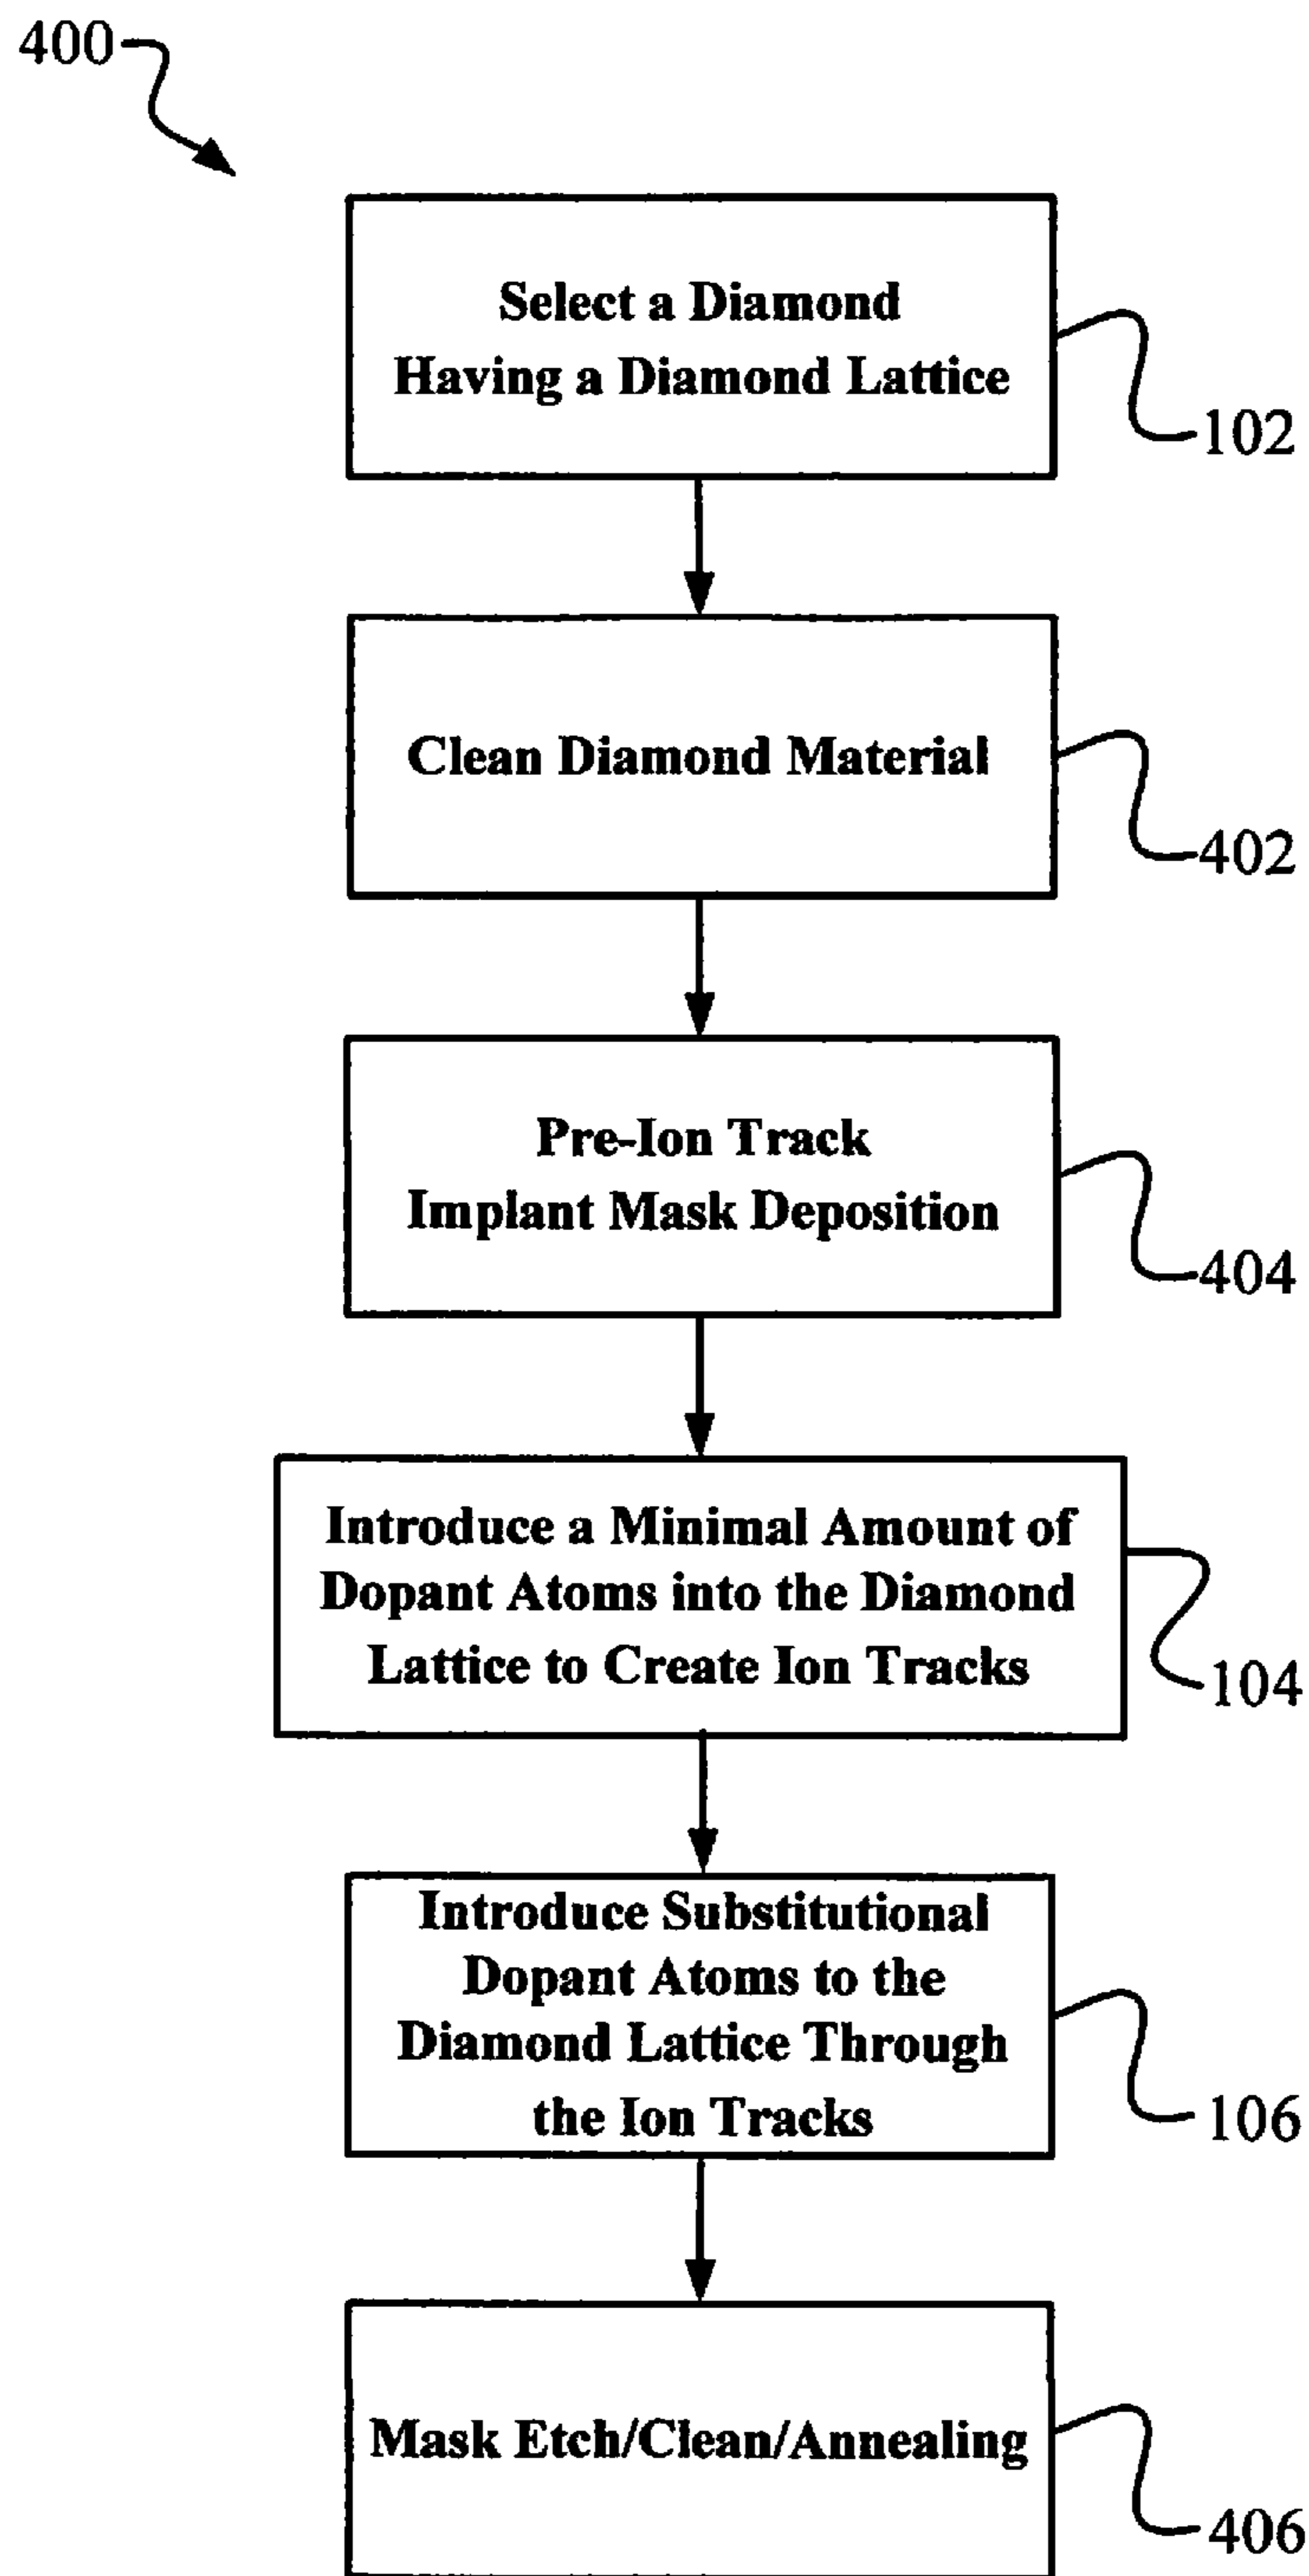 400
Select a Diamond
Having a Diamond Lattice
102
Clean Diamond Material
402
Pre-Ion Track
Implant Mask Deposition
404
Introduce a Minimal Amount of
Dopant Atoms into the Diamond
Lattice to Create Ion Tracks
104
Introduce Substitutional
Dopant Atoms to the
Diamond Lattice Through
the Ion Tracks
106
Mask Etch/Clean/Annealing
406